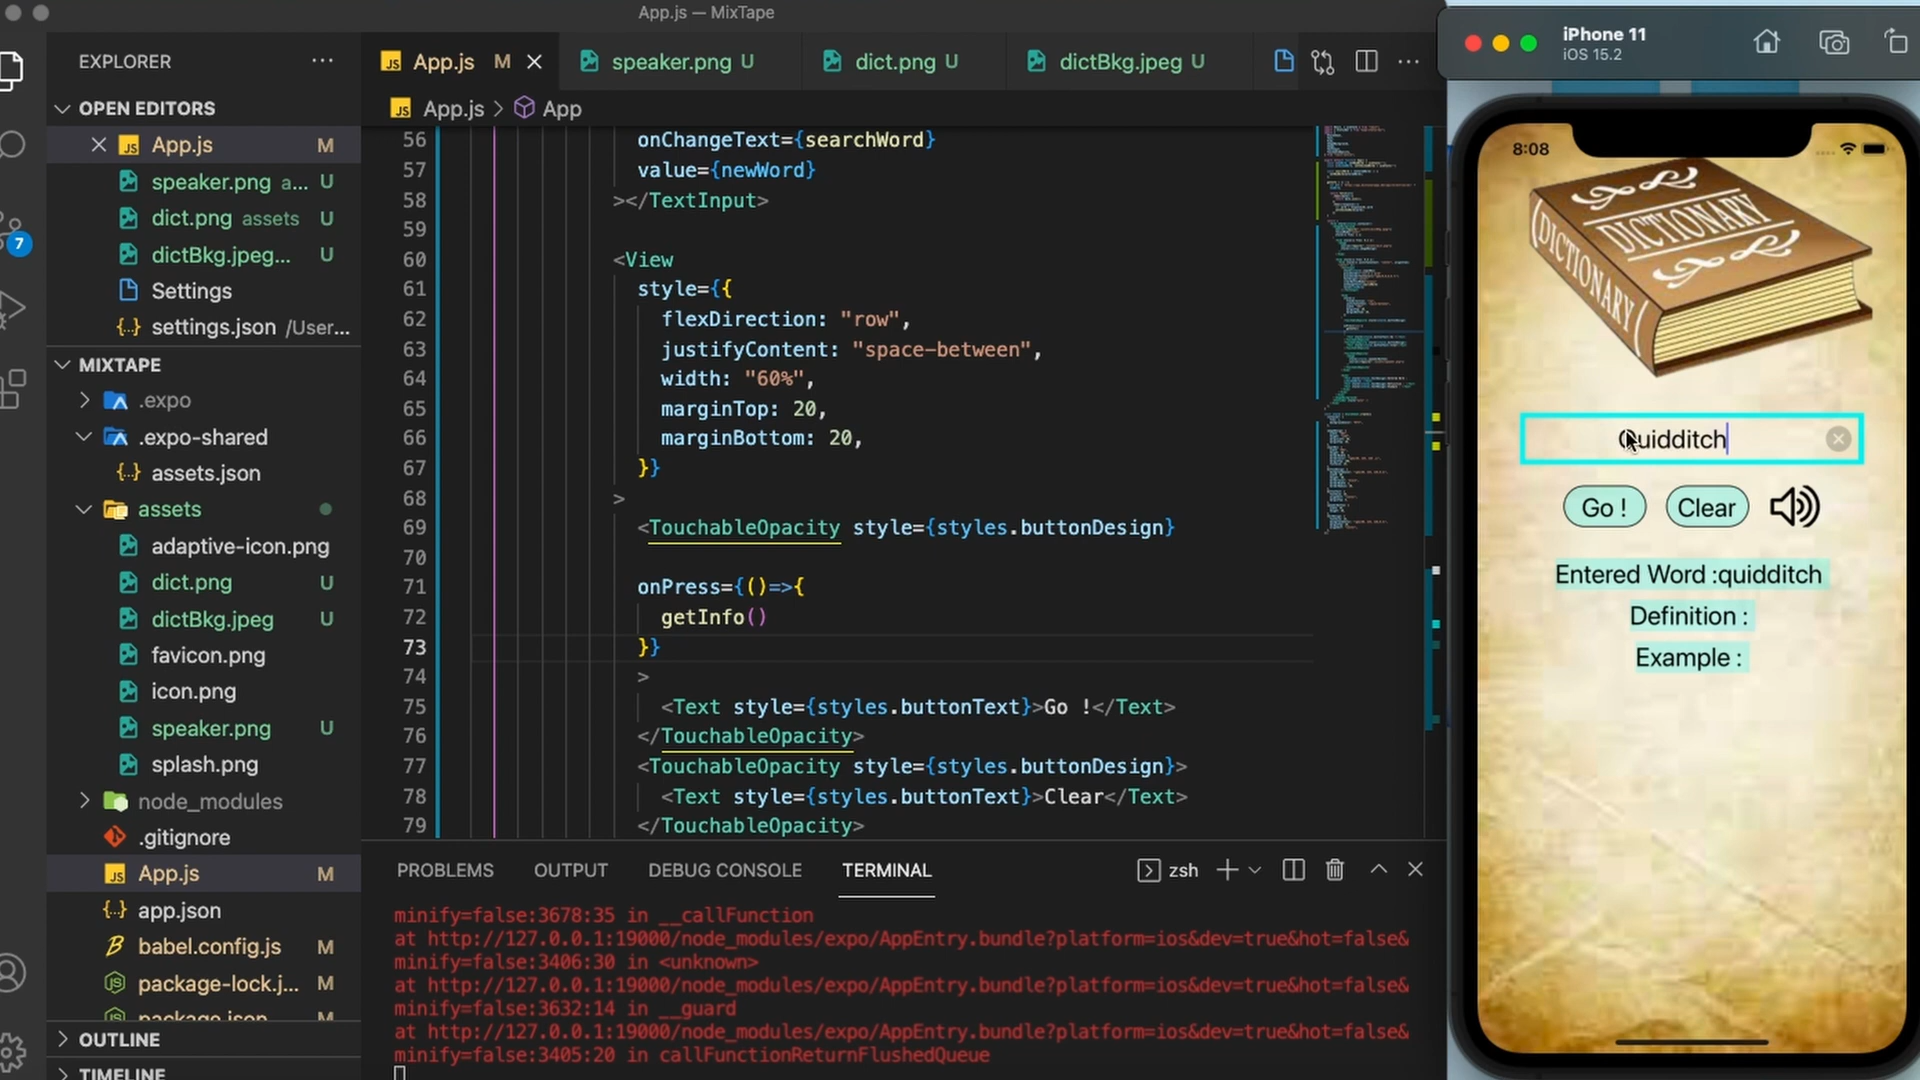 App.js — MixTape
EXPLORER
OPEN EDITORS
App.js M
speaker.png a... U
dict.png assets U
dictBkg.jpeg... U
Settings
settings.json /User...
MIXTAPE
.expo
.expo-shared
assets.json
assets
adaptive-icon.png
dict.png U
dictBkg.jpeg U
favicon.png
icon.png
speaker.png U
splash.png
node_modules
.gitignore
App.js M
app.json
babel.config.js M
package-lock.j... M
package.json M
OUTLINE
TIMELINE
7
App.js M
speaker.png U
dict.png U
dictBkg.jpeg U
App.js > App
56 onChangeText={searchWord}
57 value={newWord}
58 ></TextInput>
59
60 <View
61 style={{
62 flexDirection: "row",
63 justifyContent: "space-between",
64 width: "60%",
65 marginTop: 20,
66 marginBottom: 20,
67 }}
68 >
69 <TouchableOpacity style={styles.buttonDesign}
70
71 onPress={()=>{
72 getInfo()
73 }}
74 >
75 <Text style={styles.buttonText}>Go !</Text>
76 </TouchableOpacity>
77 <TouchableOpacity style={styles.buttonDesign}>
78 <Text style={styles.buttonText}>Clear</Text>
79 </TouchableOpacity>
PROBLEMS OUTPUT DEBUG CONSOLE TERMINAL
zsh
minify=false:3678:35 in __callFunction
at http://127.0.0.1:19000/node_modules/expo/AppEntry.bundle?platform=ios&dev=true&hot=false&
minify=false:3406:30 in <unknown>
at http://127.0.0.1:19000/node_modules/expo/AppEntry.bundle?platform=ios&dev=true&hot=false&
minify=false:3632:14 in __guard
at http://127.0.0.1:19000/node_modules/expo/AppEntry.bundle?platform=ios&dev=true&hot=false&
minify=false:3405:20 in callFunctionReturnFlushedQueue
iPhone 11
iOS 15.2
8:08
DICTIONARY
DICTIONARY
DICTIONARY
Quidditch
Go !
Clear
Entered Word :quidditch
Definition :
Example :